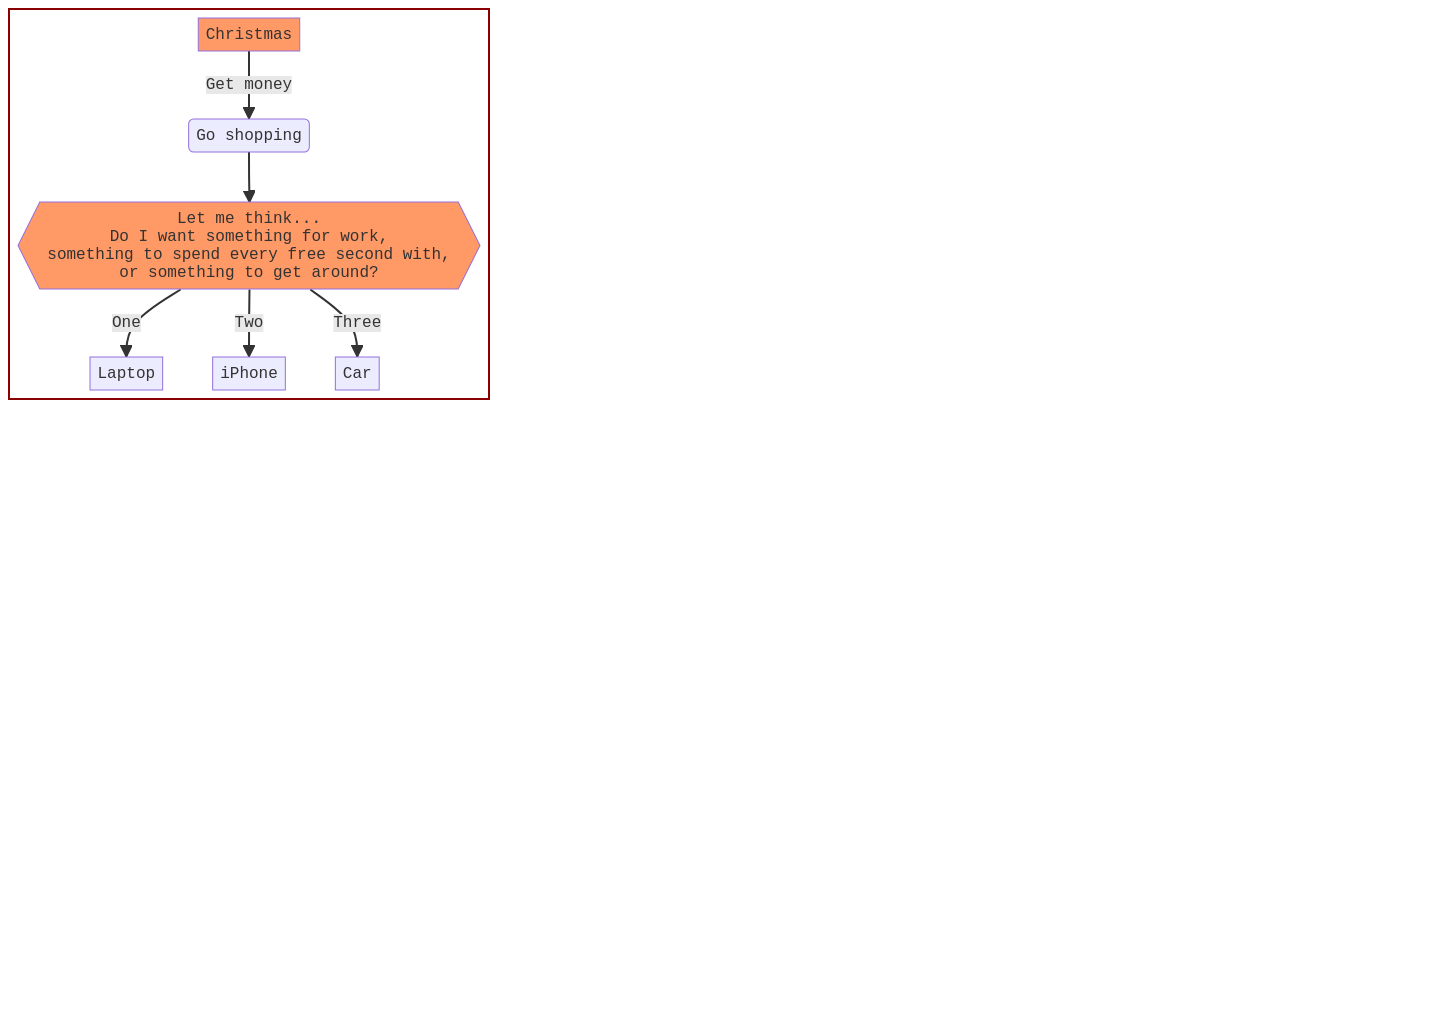 Christmas
Get money
Go shopping
Let me think...
Do I want something for work,
something to spend every free second with,
or something to get around?
One
Two
Three
Laptop
iPhone
Car